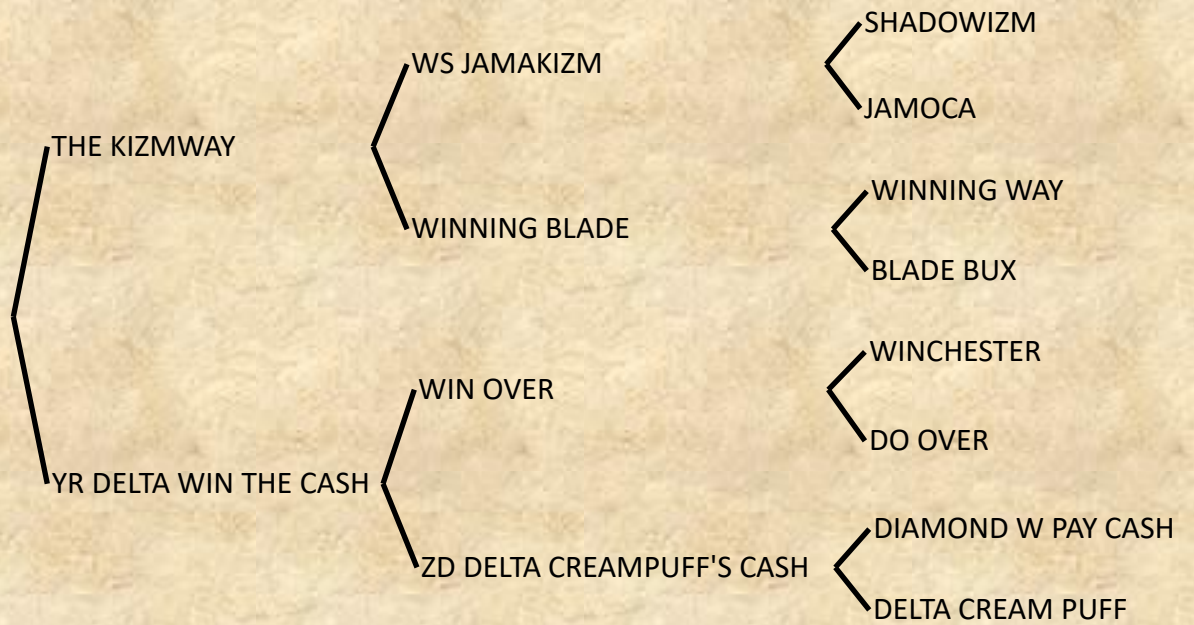 SHADOWIZM
WS JAMAKIZM
JAMOCA
THE KIZMWAY
WINNING WAY
WINNING BLADE
BLADE BUX
WINCHESTER
WIN OVER
DO OVER
YR DELTA WIN THE CASH
DIAMOND W PAY CASH
ZD DELTA CREAMPUFF'S CASH
DELTA CREAM PUFF